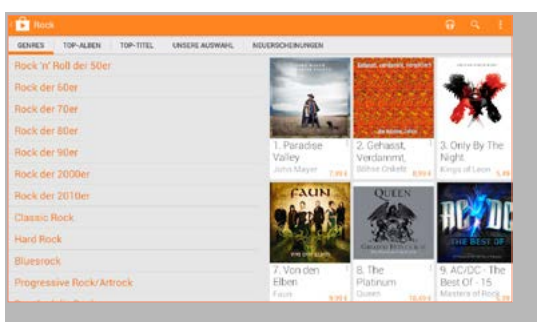 Rock
GENRES TOP-ALBEN TOP-TITEL UNSERE AUSWAHL NEUERSCHEINUNGEN
Rock 'n' Roll der 50er
Rock der 60er
Rock der 70er
Rock der 80er
Rock der 90er
Rock der 2000er
Rock der 2010er
Classic Rock
Hard Rock
Bluesrock
Progressive Rock/Artrock
1. Paradise
Valley
John Mayer
2. Gehasst,
Verdammt,
Böhse Onkelz
3. Only By The
Night
Kings of Leon
FAUN
QUEEN
AC/DC
THE BEST OF
7. Von den
Elben
Faun
8. The
Platinum
Queen
9. AC/DC - The
Best Of - 15
Masters of Rock